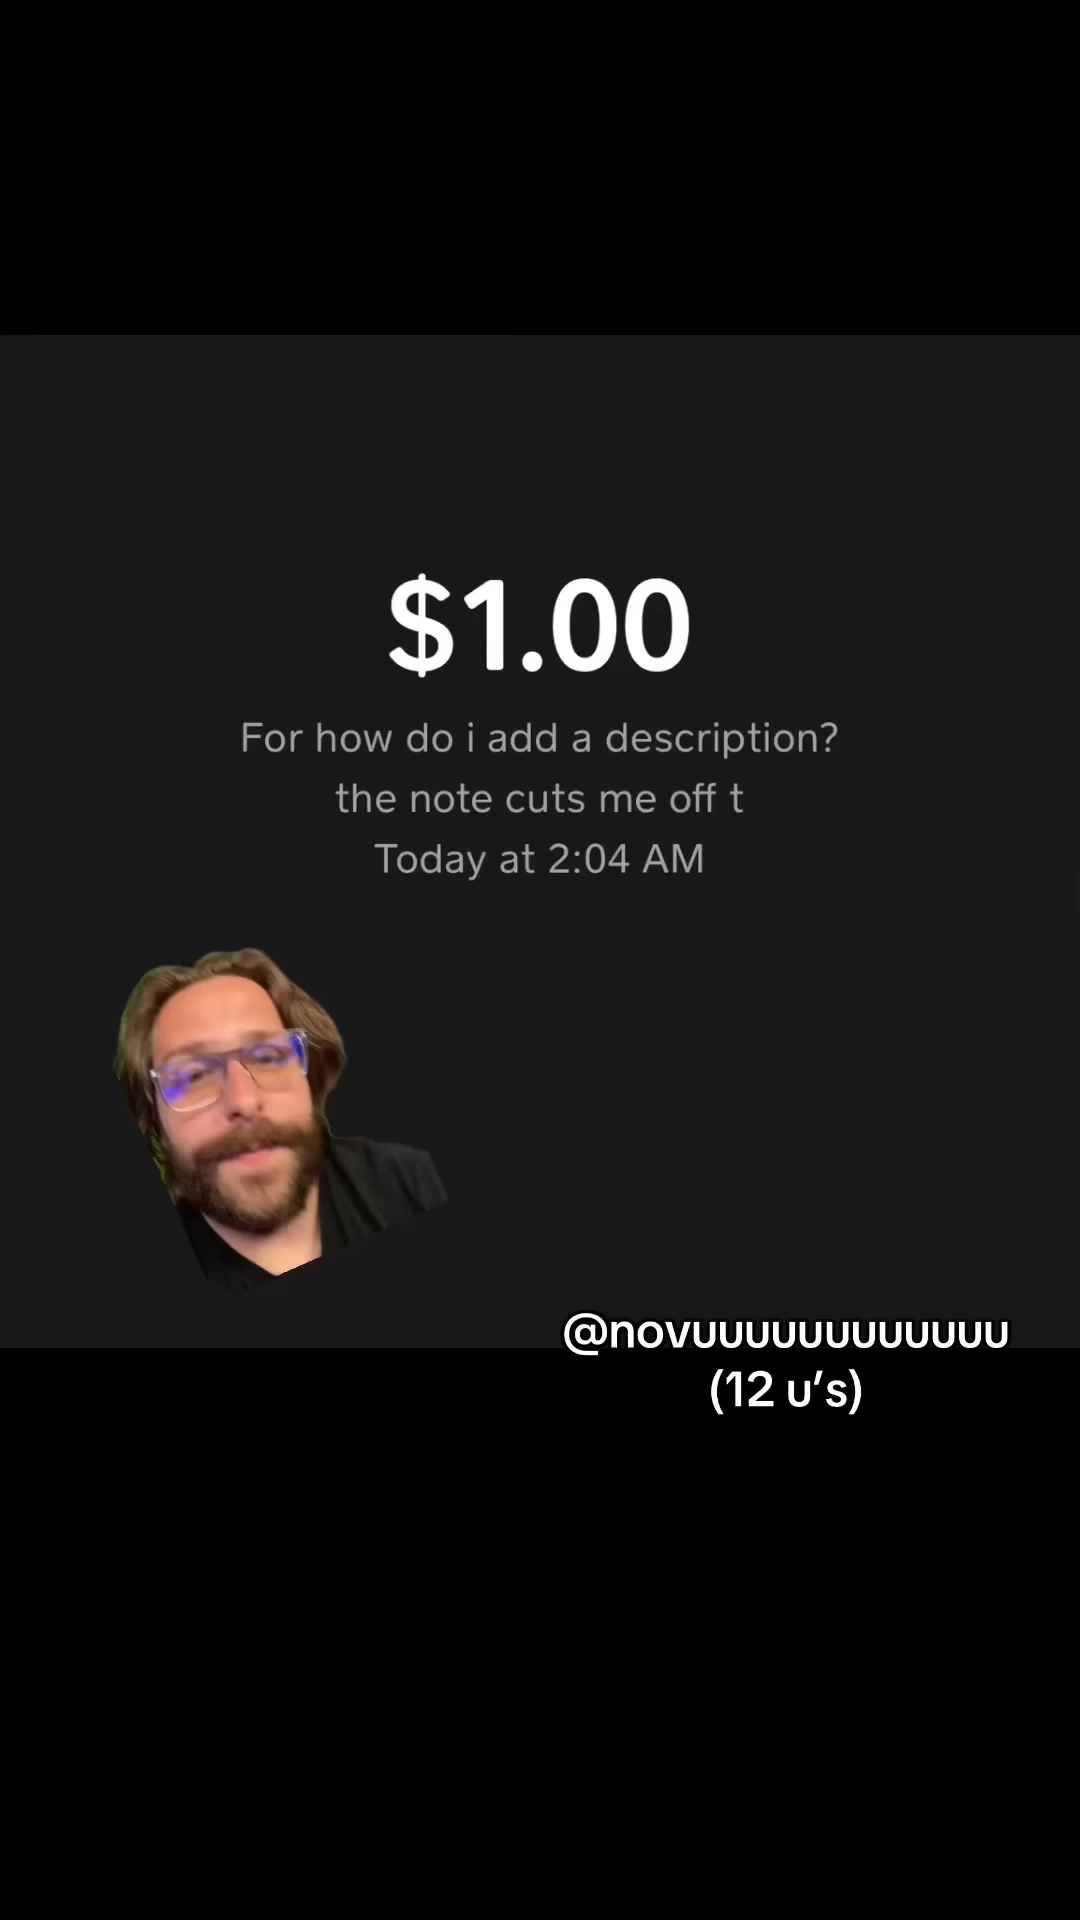 $1.00
For how do i add a description?
the note cuts me off t
Today at 2:04 AM
@novuuuuuuuuuuuu
(12 u’s)